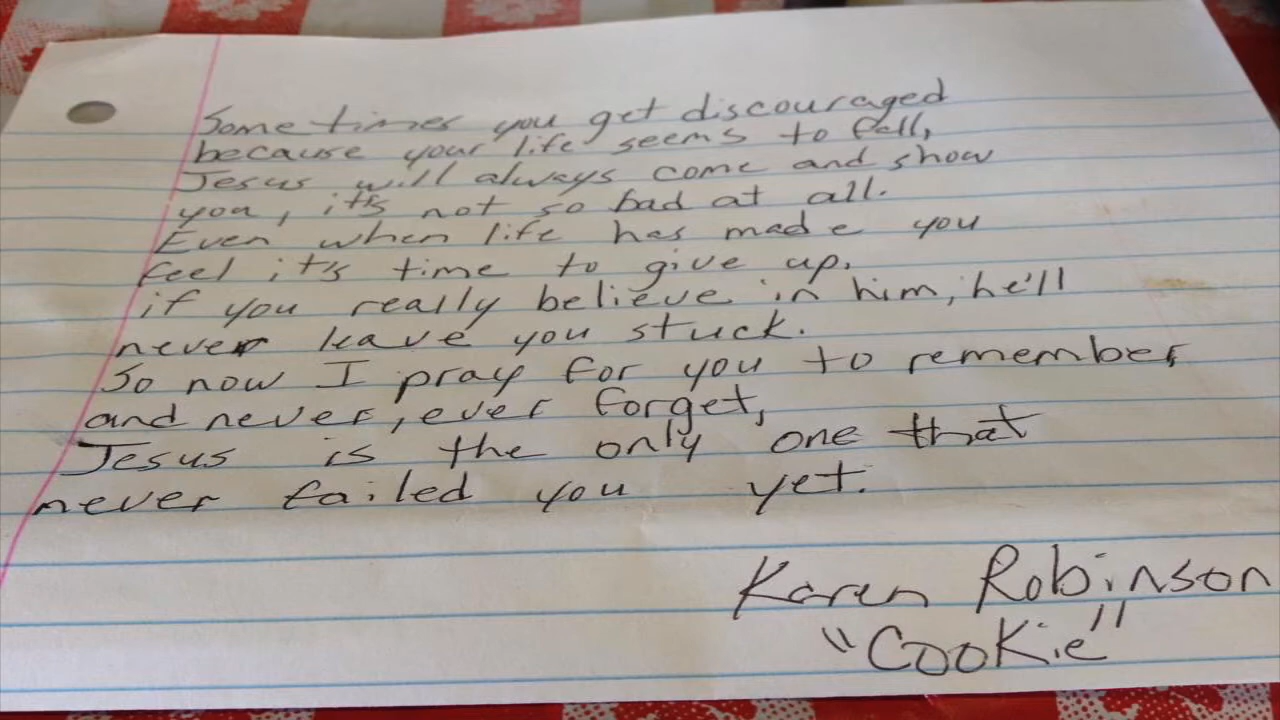 Sometimes you get discouraged
because your life seems to fall,
Jesus will always come and show
you, it's not so bad at all.
Even when life has made you
feel it's time to give up,
if you really believe in him, he'll
never leave you stuck.
So now I pray for you to remember,
and never, ever forget,
Jesus is the only one that
never failed you yet.
Karen Robinson
"Cookie"